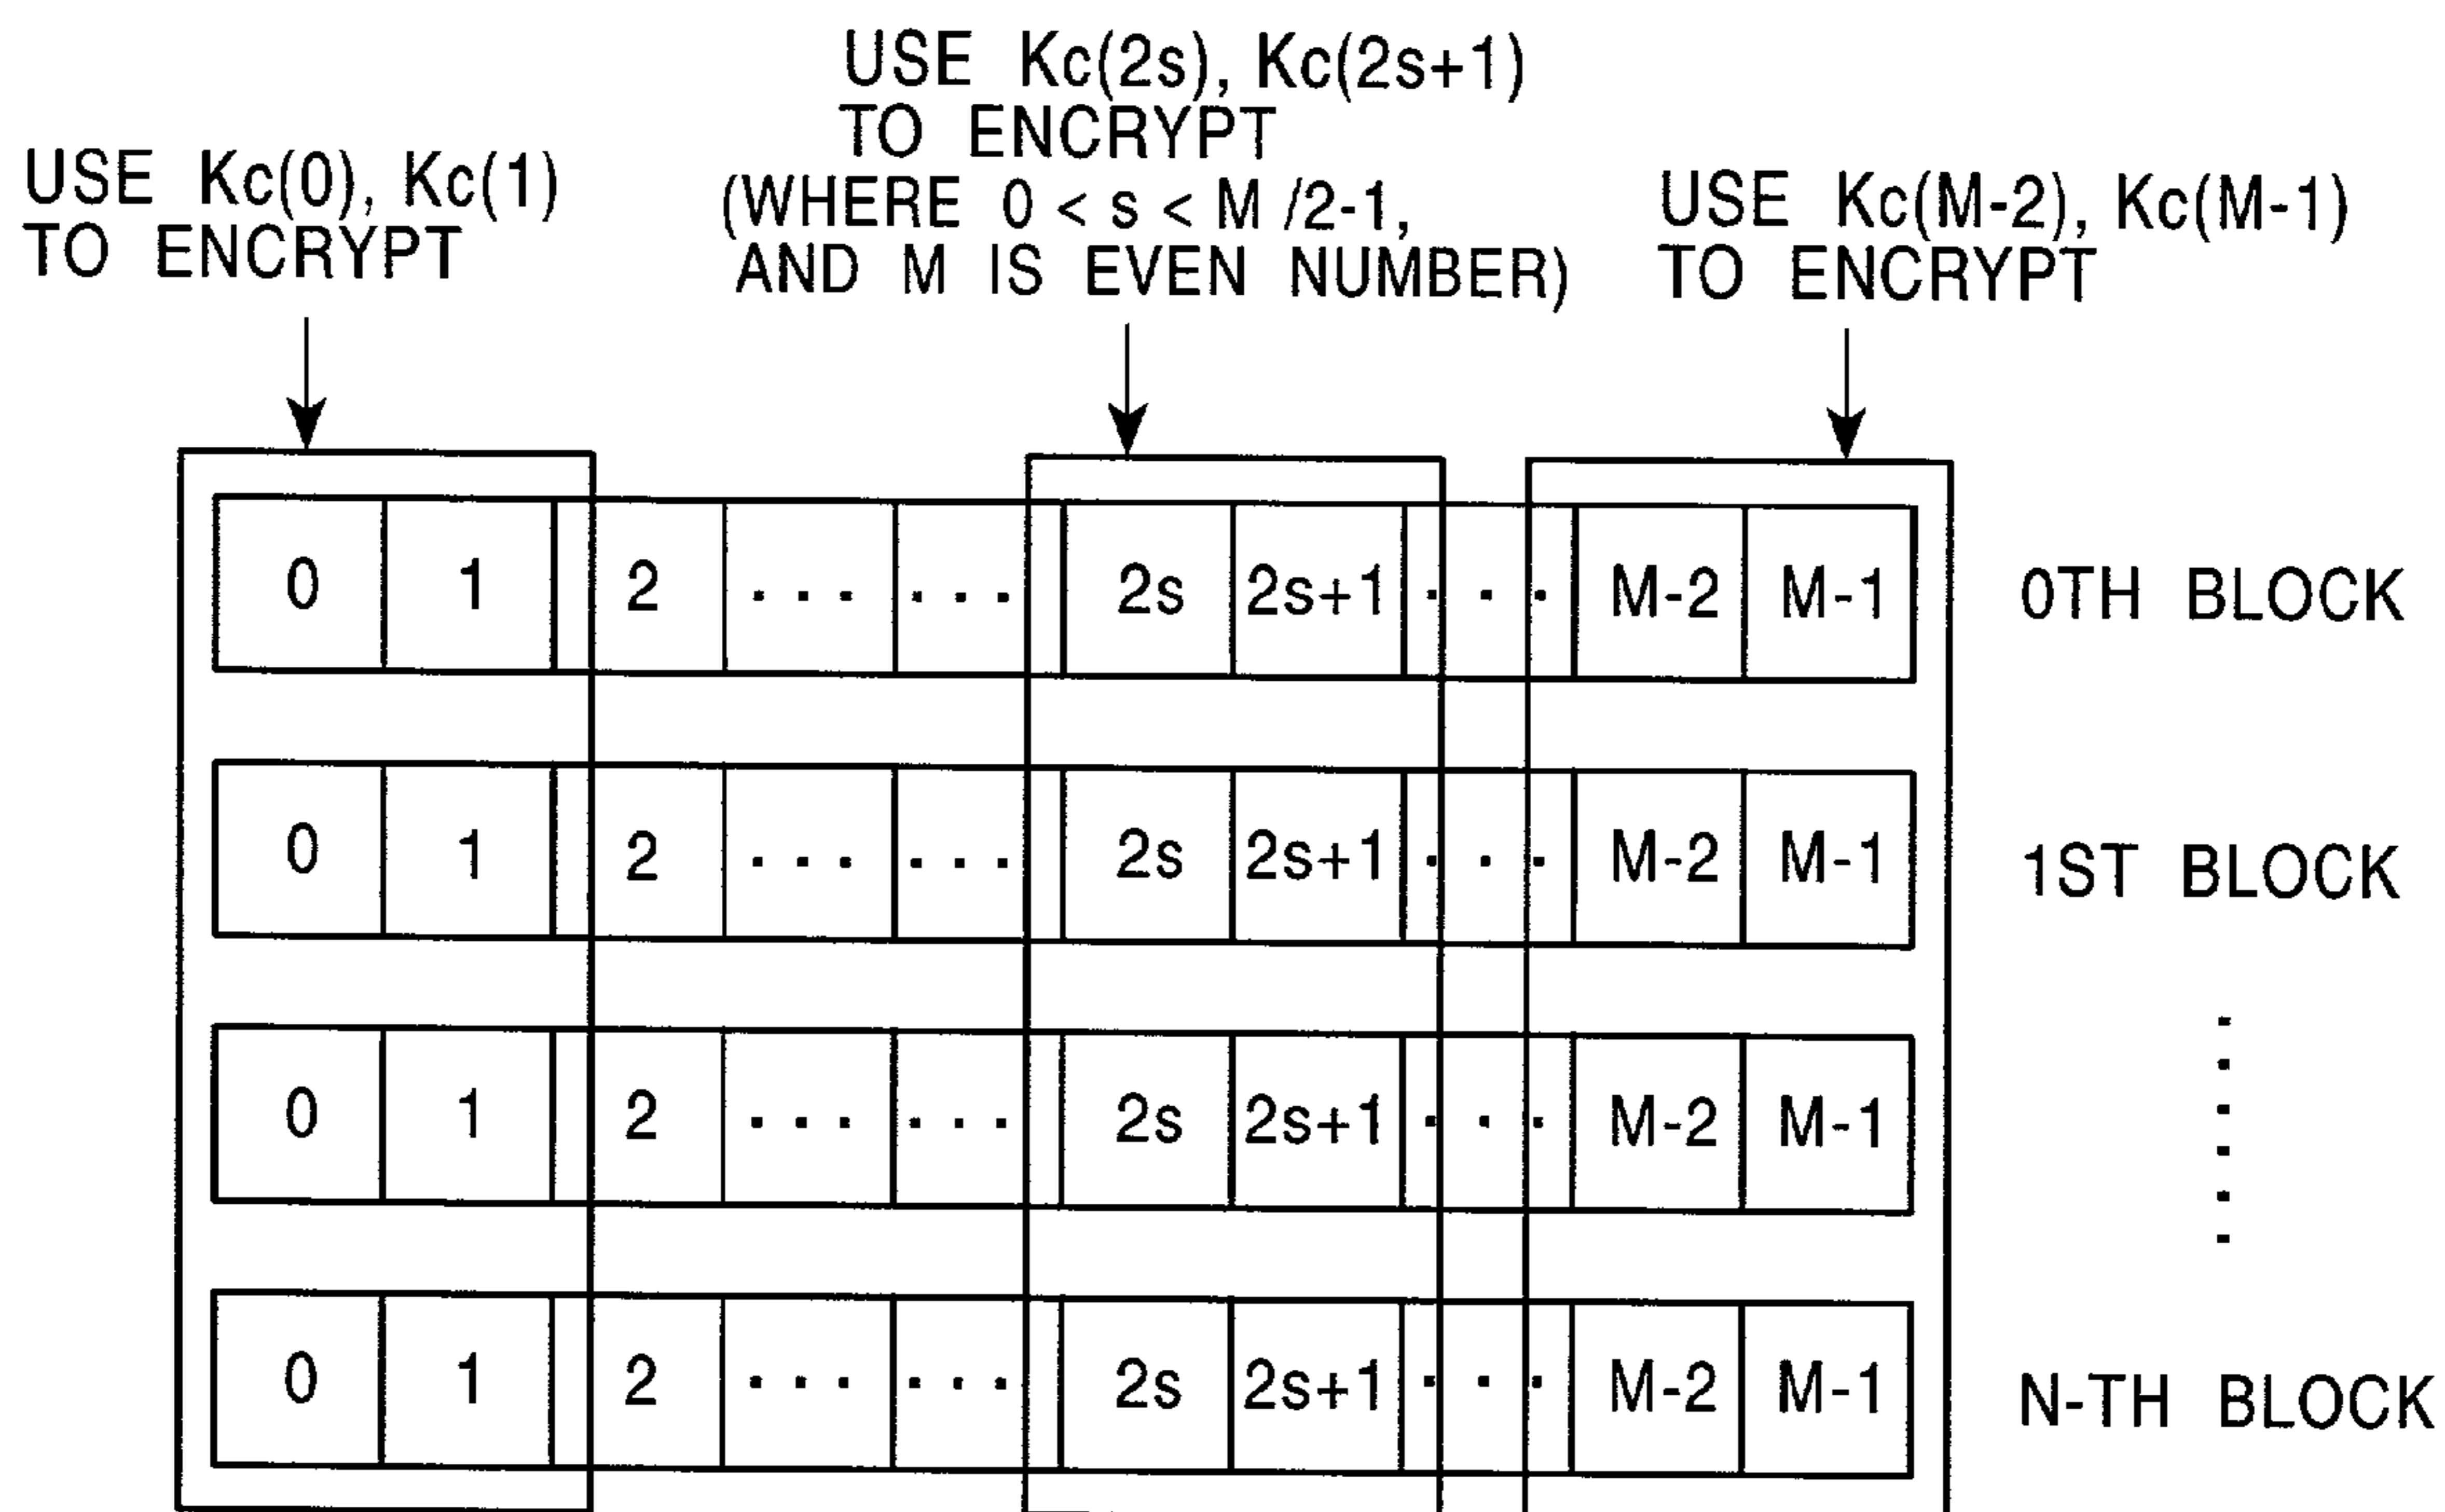 USE Kc(2s), Kc(2s+1)
TO ENCRYPT
(WHERE 0 < s < M /2-1,
AND M IS EVEN NUMBER)
USE Kc(0), Kc(1)
TO ENCRYPT
USE Kc(M-2), Kc(M-1)
TO ENCRYPT
0 1 2 ... ... 2s 2s+1 ... M-2 M-1 0TH BLOCK
0 1 2 ... ... 2s 2s+1 ... M-2 M-1 1ST BLOCK
0 1 2 ... ... 2s 2s+1 ... M-2 M-1
0 1 2 ... ... 2s 2s+1 ... M-2 M-1 N-TH BLOCK